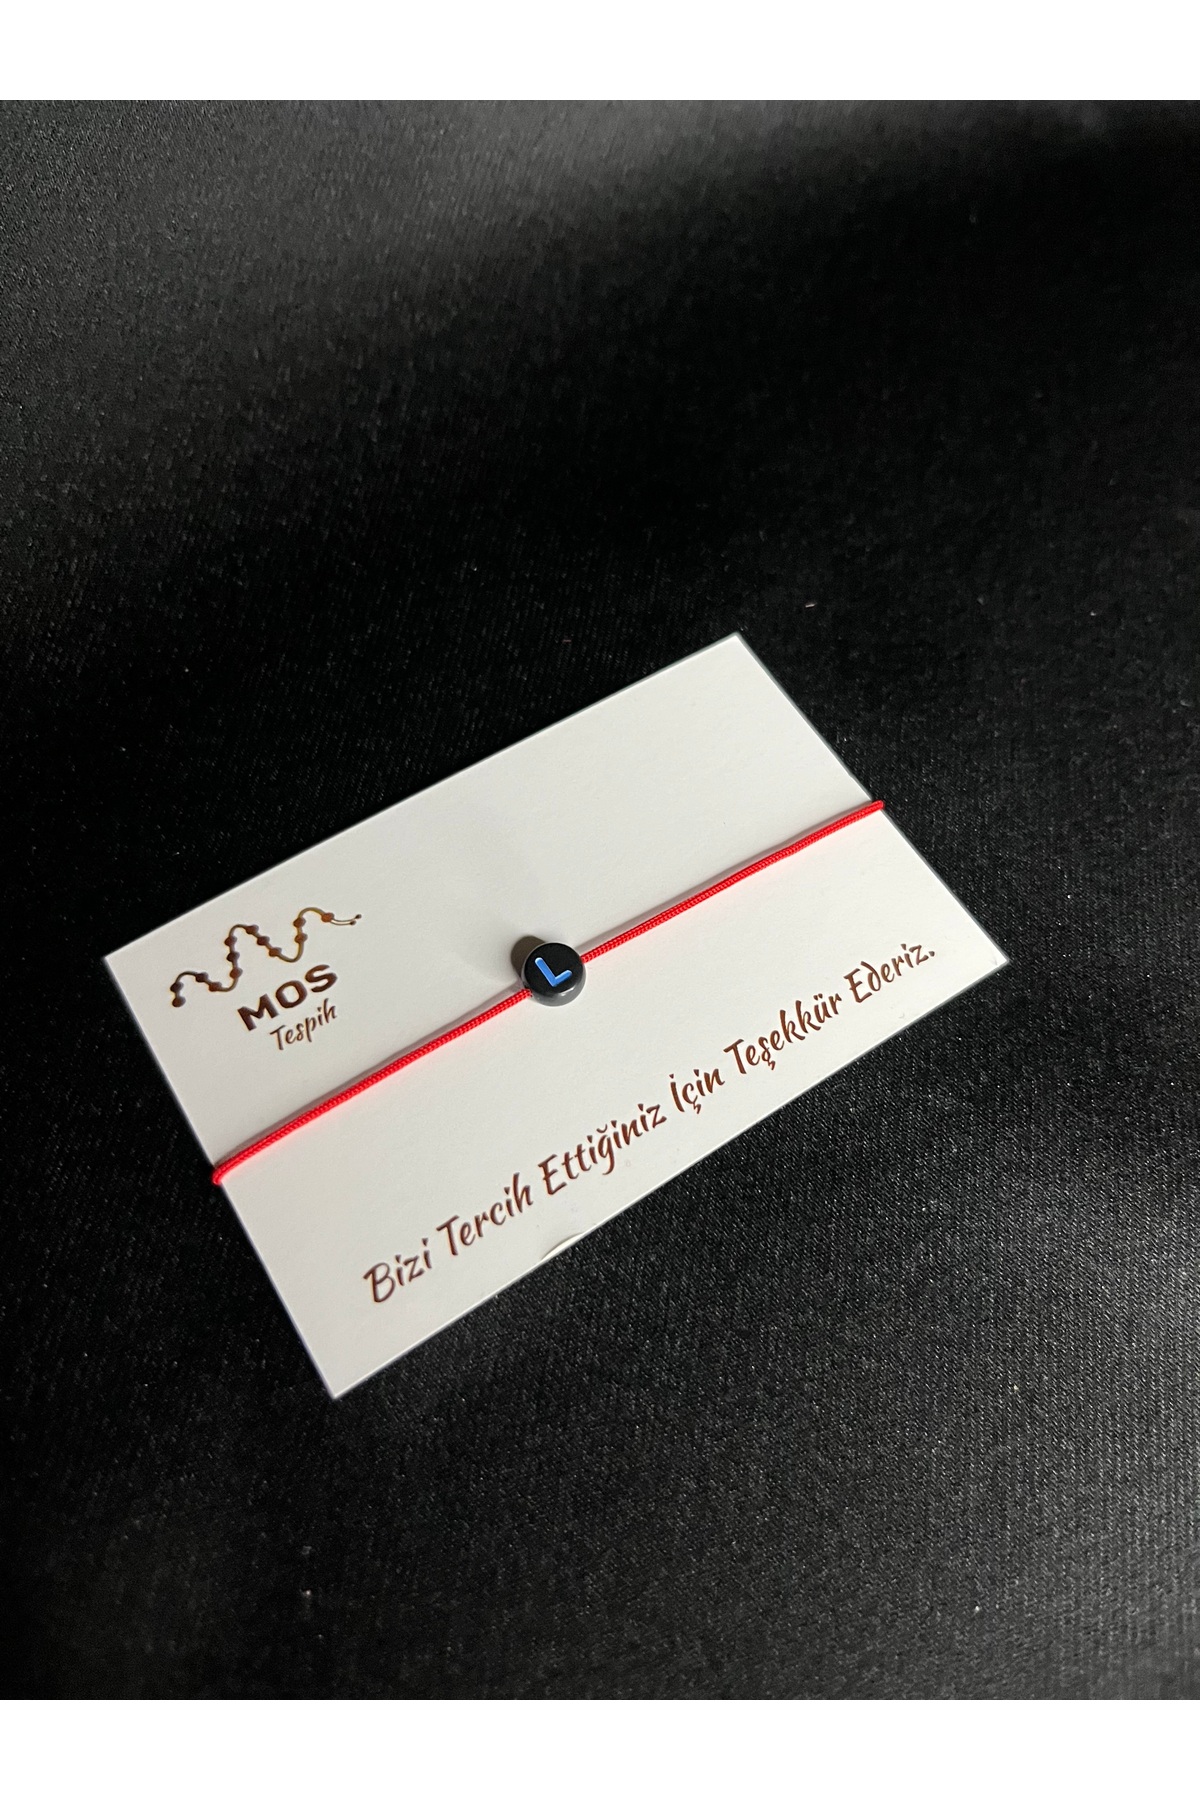 MOS
Tespih
L
Bizi Tercih Ettiğiniz İçin Teşekkür Ederiz.